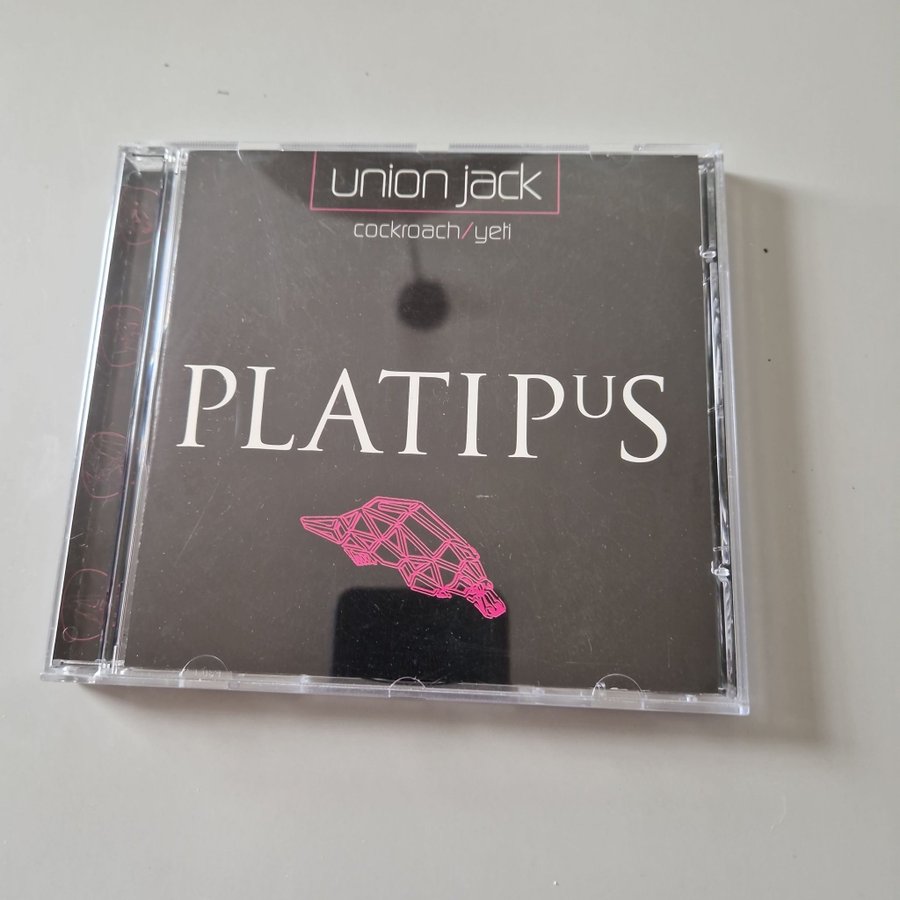 union jack
cockroach/yeti
PLATIPUS